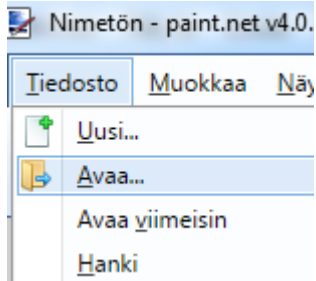 Nimetön - paint.net v4.0.
Tiedosto Muokkaa Näy
Uusi...
Avaa...
Avaa viimeisin
Hanki